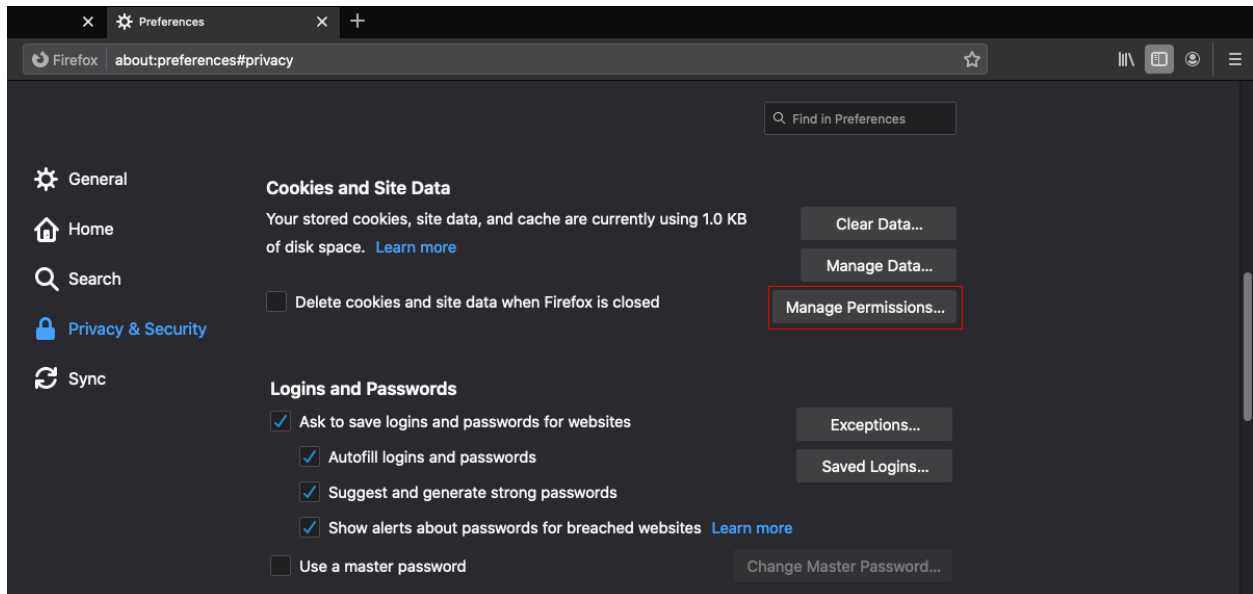 Preferences
Firefox about:preferences#privacy
Find in Preferences
General
Home
Search
Privacy & Security
Sync
Cookies and Site Data
Your stored cookies, site data, and cache are currently using 1.0 KB
of disk space. Learn more
Clear Data...
Manage Data...
Delete cookies and site data when Firefox is closed
Manage Permissions...
Logins and Passwords
Ask to save logins and passwords for websites
Exceptions...
Autofill logins and passwords
Saved Logins...
Suggest and generate strong passwords
Show alerts about passwords for breached websites Learn more
Use a master password
Change Master Password...